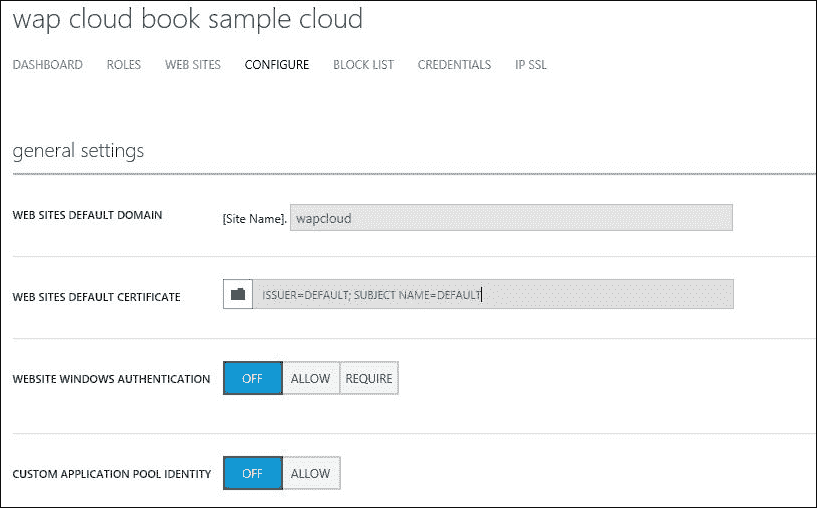 wap cloud book sample cloud
DASHBOARD ROLES WEB SITES CONFIGURE BLOCK LIST CREDENTIALS IP SSL
general settings
WEB SITES DEFAULT DOMAIN [Site Name]. wapcloud
WEB SITES DEFAULT CERTIFICATE ISSUER=DEFAULT; SUBJECT NAME=DEFAULT
WEBSITE WINDOWS AUTHENTICATION OFF ALLOW REQUIRE
CUSTOM APPLICATION POOL IDENTITY OFF ALLOW